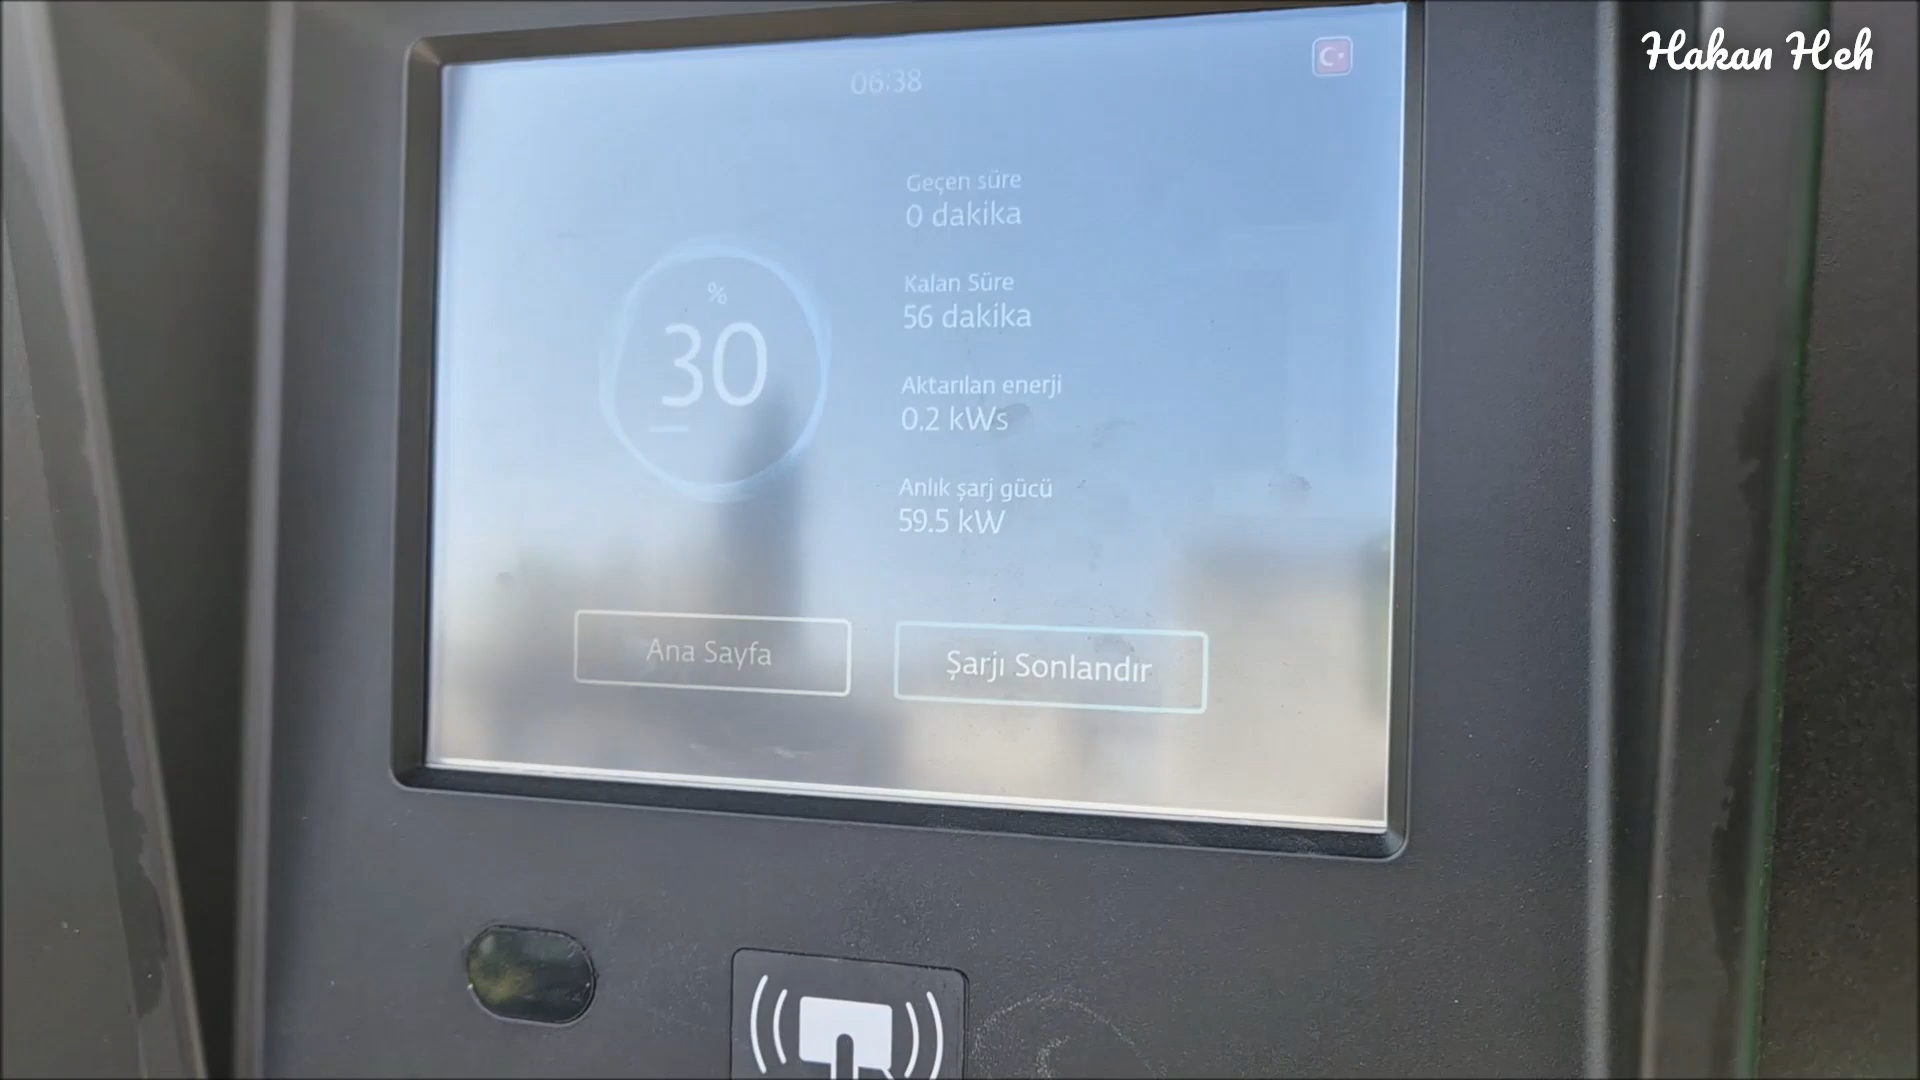 Hakan Heh
06:38
%
30
Geçen süre
0 dakika
Kalan Süre
56 dakika
Aktarılan enerji
0.2 kWs
Anlık şarj gücü
59.5 kW
Ana Sayfa
Şarjı Sonlandır